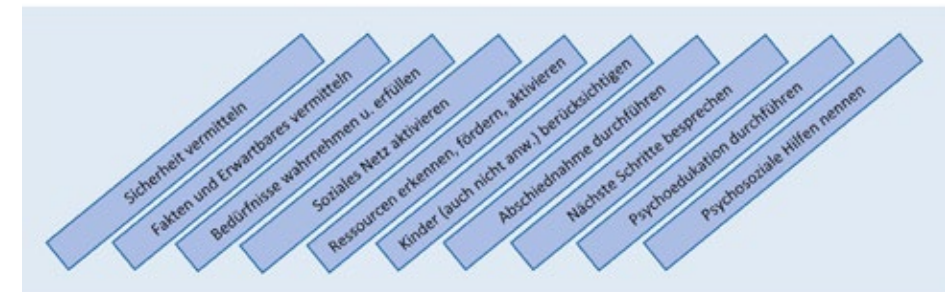 Sicherheit vermitteln
Fakten und Erwartbares vermitteln
Bedürfnisse wahrnehmen u. erfüllen
Soziales Netz aktivieren
Ressourcen erkennen, fördern, aktivieren
Kinder (auch nicht anw.) berücksichtigen
Abschiednahme durchführen
Nächste Schritte besprechen
Psychoedukation durchführen
Psychosoziale Hilfen nennen